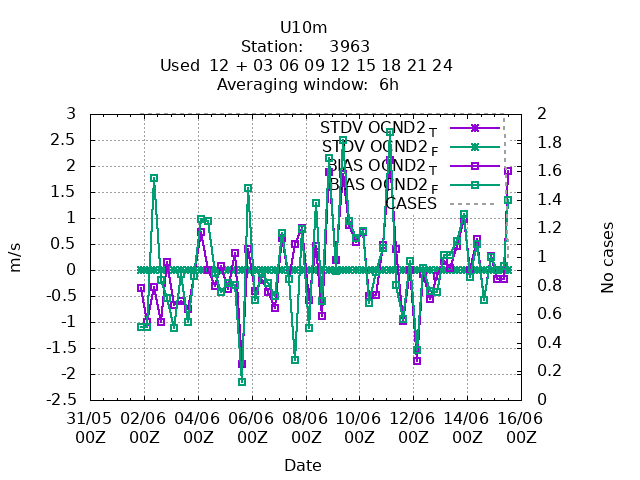 U10m
Station: 3963
Used 12 + 03 06 09 12 15 18 21 24
Averaging window: 6h
STDV OCND2 T
STDV OCND2 F
BIAS OCND2 T
BIAS OCND2 F
CASES
m/s
3
2.5
2
1.5
1
0.5
0
-0.5
-1
-1.5
-2
-2.5
No cases
2
1.8
1.6
1.4
1.2
1
0.8
0.6
0.4
0.2
0
31/05 02/06 04/06 06/06 08/06 10/06 12/06 14/06 16/06
00Z 00Z 00Z 00Z 00Z 00Z 00Z 00Z 00Z
Date